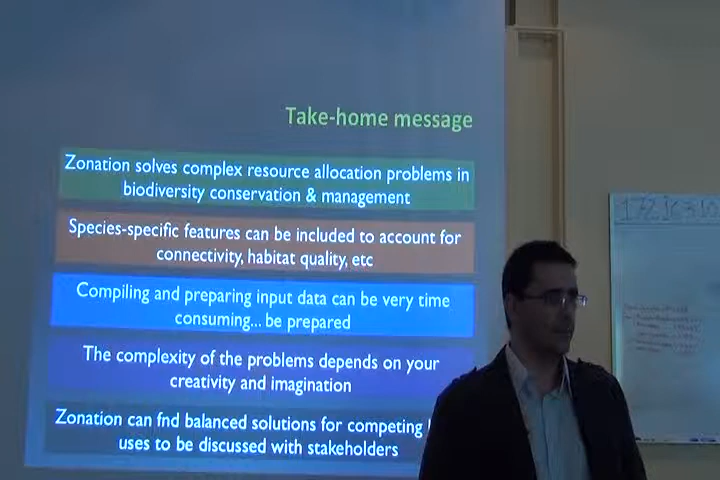 Take-home message
Zonation solves complex resource allocation problems in
biodiversity conservation & management
Species-specific features can be included to account for
connectivity, habitat quality, etc
Compiling and preparing input data can be very time
consuming... be prepared
The complexity of the problems depends on your
creativity and imagination
Zonation can fnd balanced solutions for competing
uses to be discussed with stakeholders